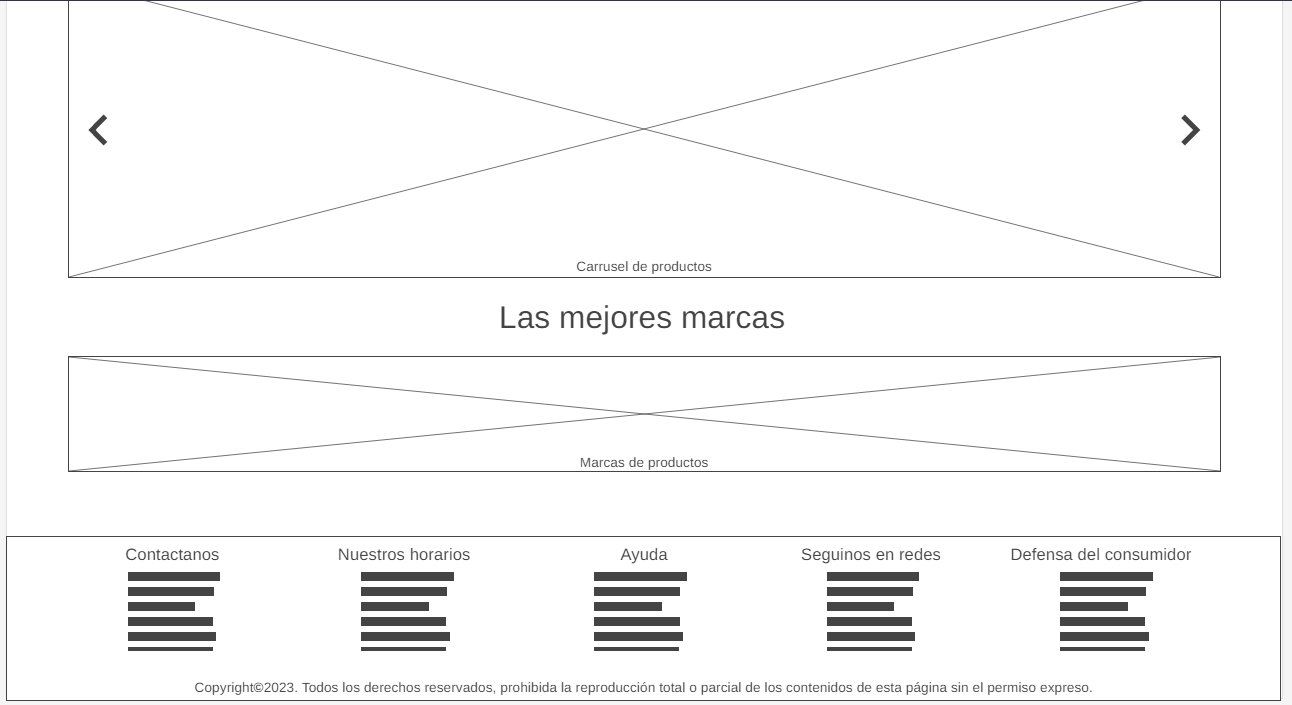 Carrusel de productos
Las mejores marcas
Marcas de productos
Contactanos
Nuestros horarios
Ayuda
Seguinos en redes
Defensa del consumidor
Copyright©2023. Todos los derechos reservados, prohibida la reproducción total o parcial de los contenidos de esta página sin el permiso expreso.